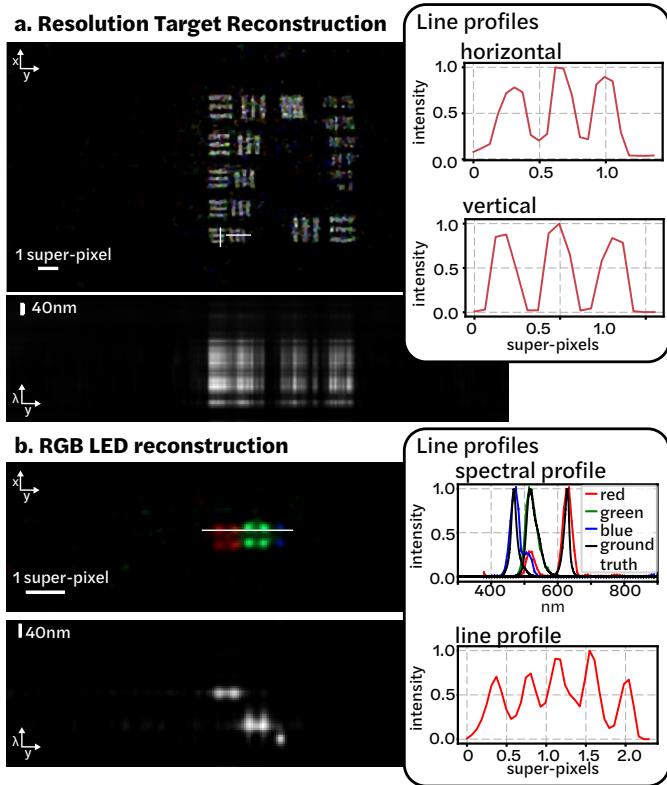 a. Resolution Target Reconstruction
x
y
1 super-pixel
40nm
λ
y
Line profiles
horizontal
intensity
1.0
0.5
0.0
0
0.5
1.0
vertical
intensity
1.0
0.5
0.0
0
0.5
1.0
super-pixels
b. RGB LED reconstruction
x
y
1 super-pixel
40nm
λ
y
Line profiles
spectral profile
intensity
1.0
0.5
0.0
400
600
800
nm
red
green
blue
ground
truth
line profile
intensity
1.0
0.5
0.0
0
0.5
1.0
1.5
2.0
super-pixels